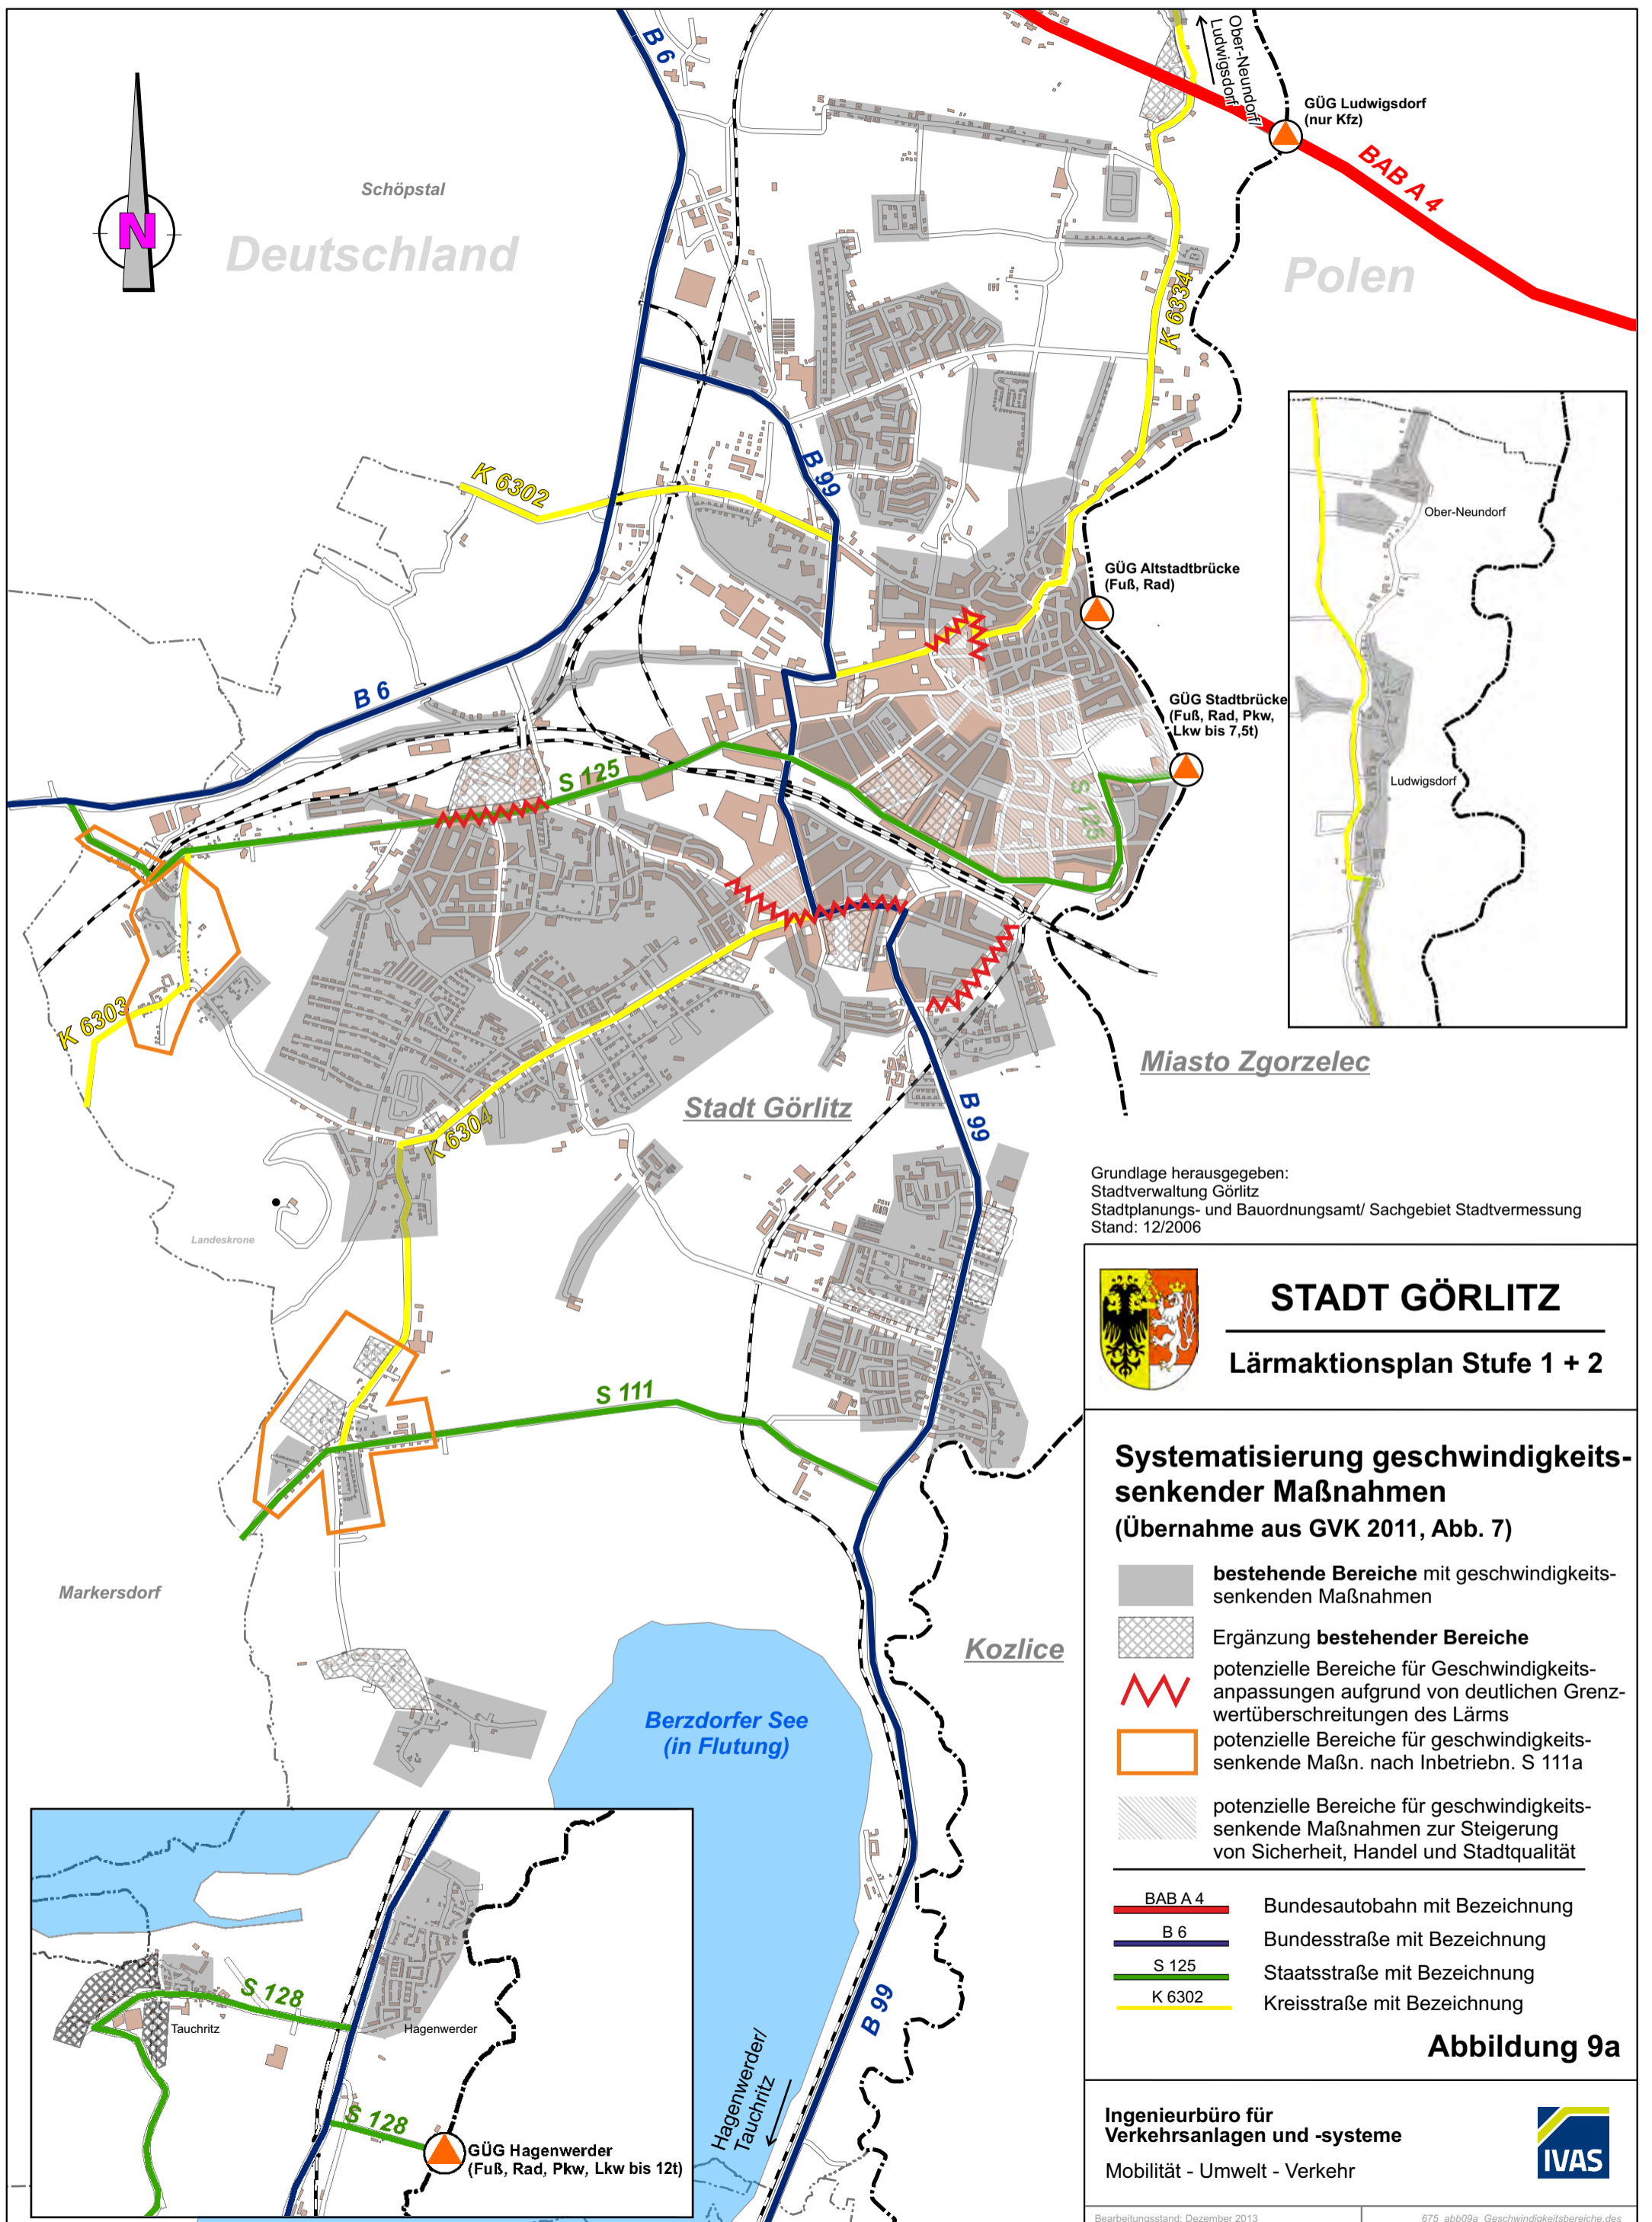 B 6
Ober-Neundorf/
Ludwigsdorf
GÜG Ludwigsdorf
(nur Kfz)
BAB A 4
Schöpstal
N
Deutschland
Polen
K 6334
B 99
K 6302
Ober-Neundorf
GÜG Altstadtbrücke
(Fuß, Rad)
B 6
GÜG Stadtbrücke
(Fuß, Rad, Pkw,
Lkw bis 7,5t)
S 125
S 125
Ludwigsdorf
K 6303
Miasto Zgorzelec
Stadt Görlitz
K 6304
B 99
Landeskrone
Grundlage herausgegeben:
Stadtverwaltung Görlitz
Stadtplanungs- und Bauordnungsamt/ Sachgebiet Stadtvermessung
Stand: 12/2006
STADT GÖRLITZ
Lärmaktionsplan Stufe 1 + 2
S 111
Systematisierung geschwindigkeits-
senkender Maßnahmen
(Übernahme aus GVK 2011, Abb. 7)
bestehende Bereiche mit geschwindigkeits-
senkenden Maßnahmen
Ergänzung bestehender Bereiche
potenzielle Bereiche für Geschwindigkeits-
anpassungen aufgrund von deutlichen Grenz-
wertüberschreitungen des Lärms
potenzielle Bereiche für geschwindigkeits-
senkende Maßn. nach Inbetriebn. S 111a
potenzielle Bereiche für geschwindigkeits-
senkende Maßnahmen zur Steigerung
von Sicherheit, Handel und Stadtqualität
BAB A 4 Bundesautobahn mit Bezeichnung
B 6 Bundesstraße mit Bezeichnung
S 125 Staatsstraße mit Bezeichnung
K 6302 Kreisstraße mit Bezeichnung
Abbildung 9a
Markersdorf
Kozlice
Berzdorfer See
(in Flutung)
S 128
Tauchritz
Hagenwerder
S 128
GÜG Hagenwerder
(Fuß, Rad, Pkw, Lkw bis 12t)
Hagenwerder/
Tauchritz
B 99
Ingenieurbüro für
Verkehrsanlagen und -systeme
Mobilität - Umwelt - Verkehr
IVAS
Bearbeitungsstand: Dezember 2013
675_abb09a_Geschwindigkeitsbereiche.des